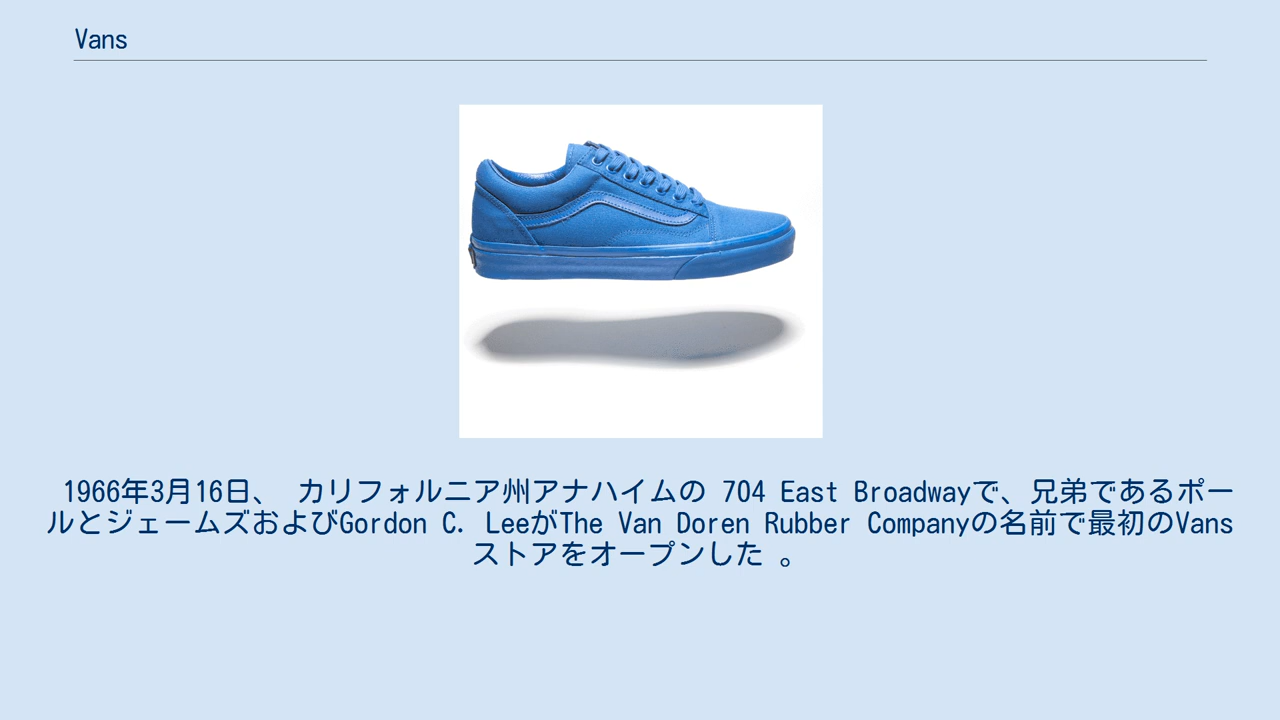 Vans
1966年3月16日、 カリフォルニア州アナハイムの 704 East Broadwayで、兄弟であるポー
ルとジェームズおよびGordon C. LeeがThe Van Doren Rubber Companyの名前で最初のVans
ストアをオープンした 。